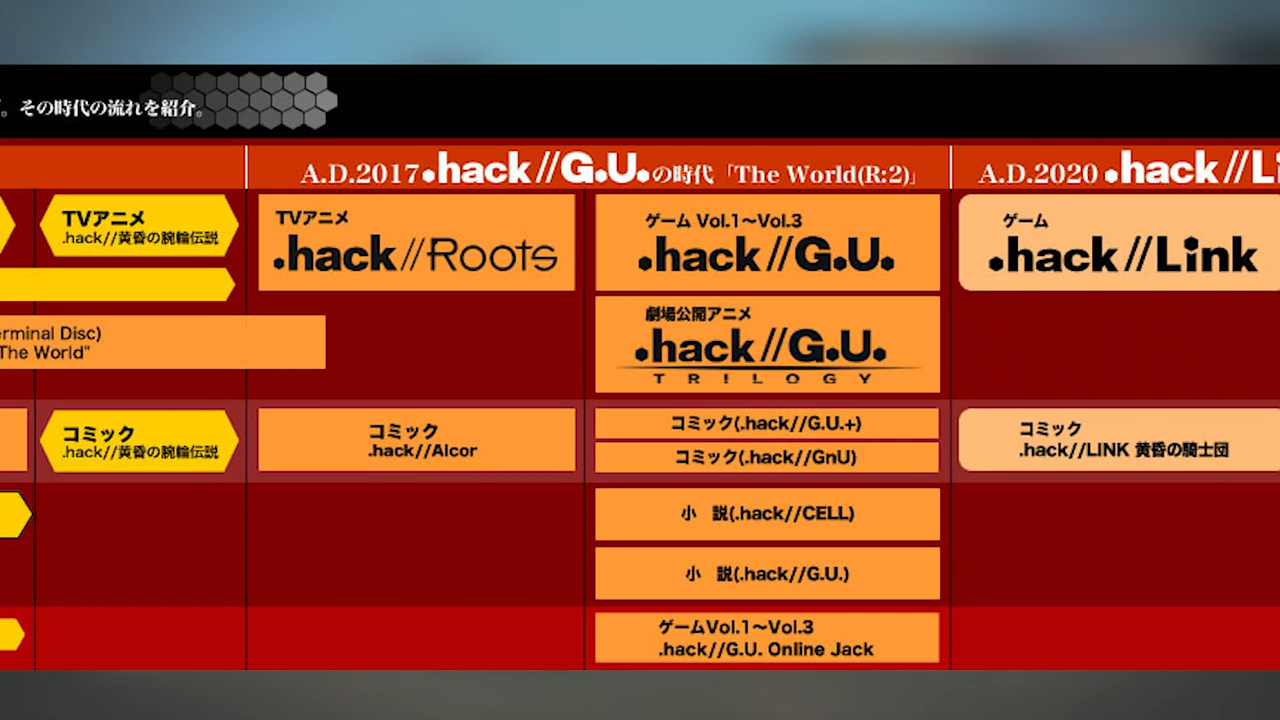 。その時代の流れを紹介。
A.D.2017 .hack//G.U.の時代「The World(R:2)」
A.D.2020 .hack//Li
TVアニメ
.hack//黄昏の腕輪伝説
TVアニメ
.hack//Roots
ゲーム Vol.1〜Vol.3
.hack//G.U.
ゲーム
.hack//Link
劇場公開アニメ
.hack//G.U.
TRILOGY
erminal Disc)
The World"
コミック
.hack//黄昏の腕輪伝説
コミック
.hack//Alcor
コミック(.hack//G.U.+)
コミック(.hack//GnU)
コミック
.hack//LINK 黄昏の騎士団
小 説(.hack//CELL)
小 説(.hack//G.U.)
ゲームVol.1〜Vol.3
.hack//G.U. Online Jack